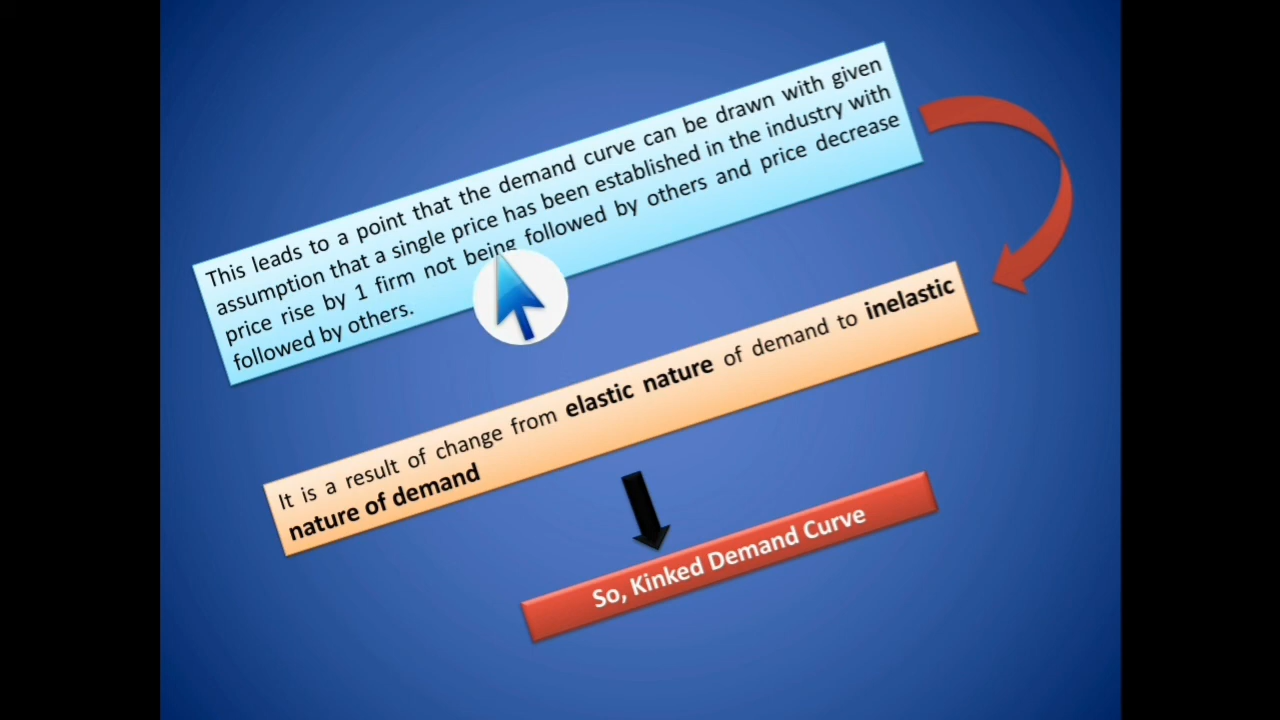 This leads to a point that the demand curve can be drawn with given
assumption that a single price has been established in the industry with
price rise by 1 firm not being followed by others and price decrease
followed by others.
It is a result of change from elastic nature of demand to inelastic
nature of demand
So, Kinked Demand Curve